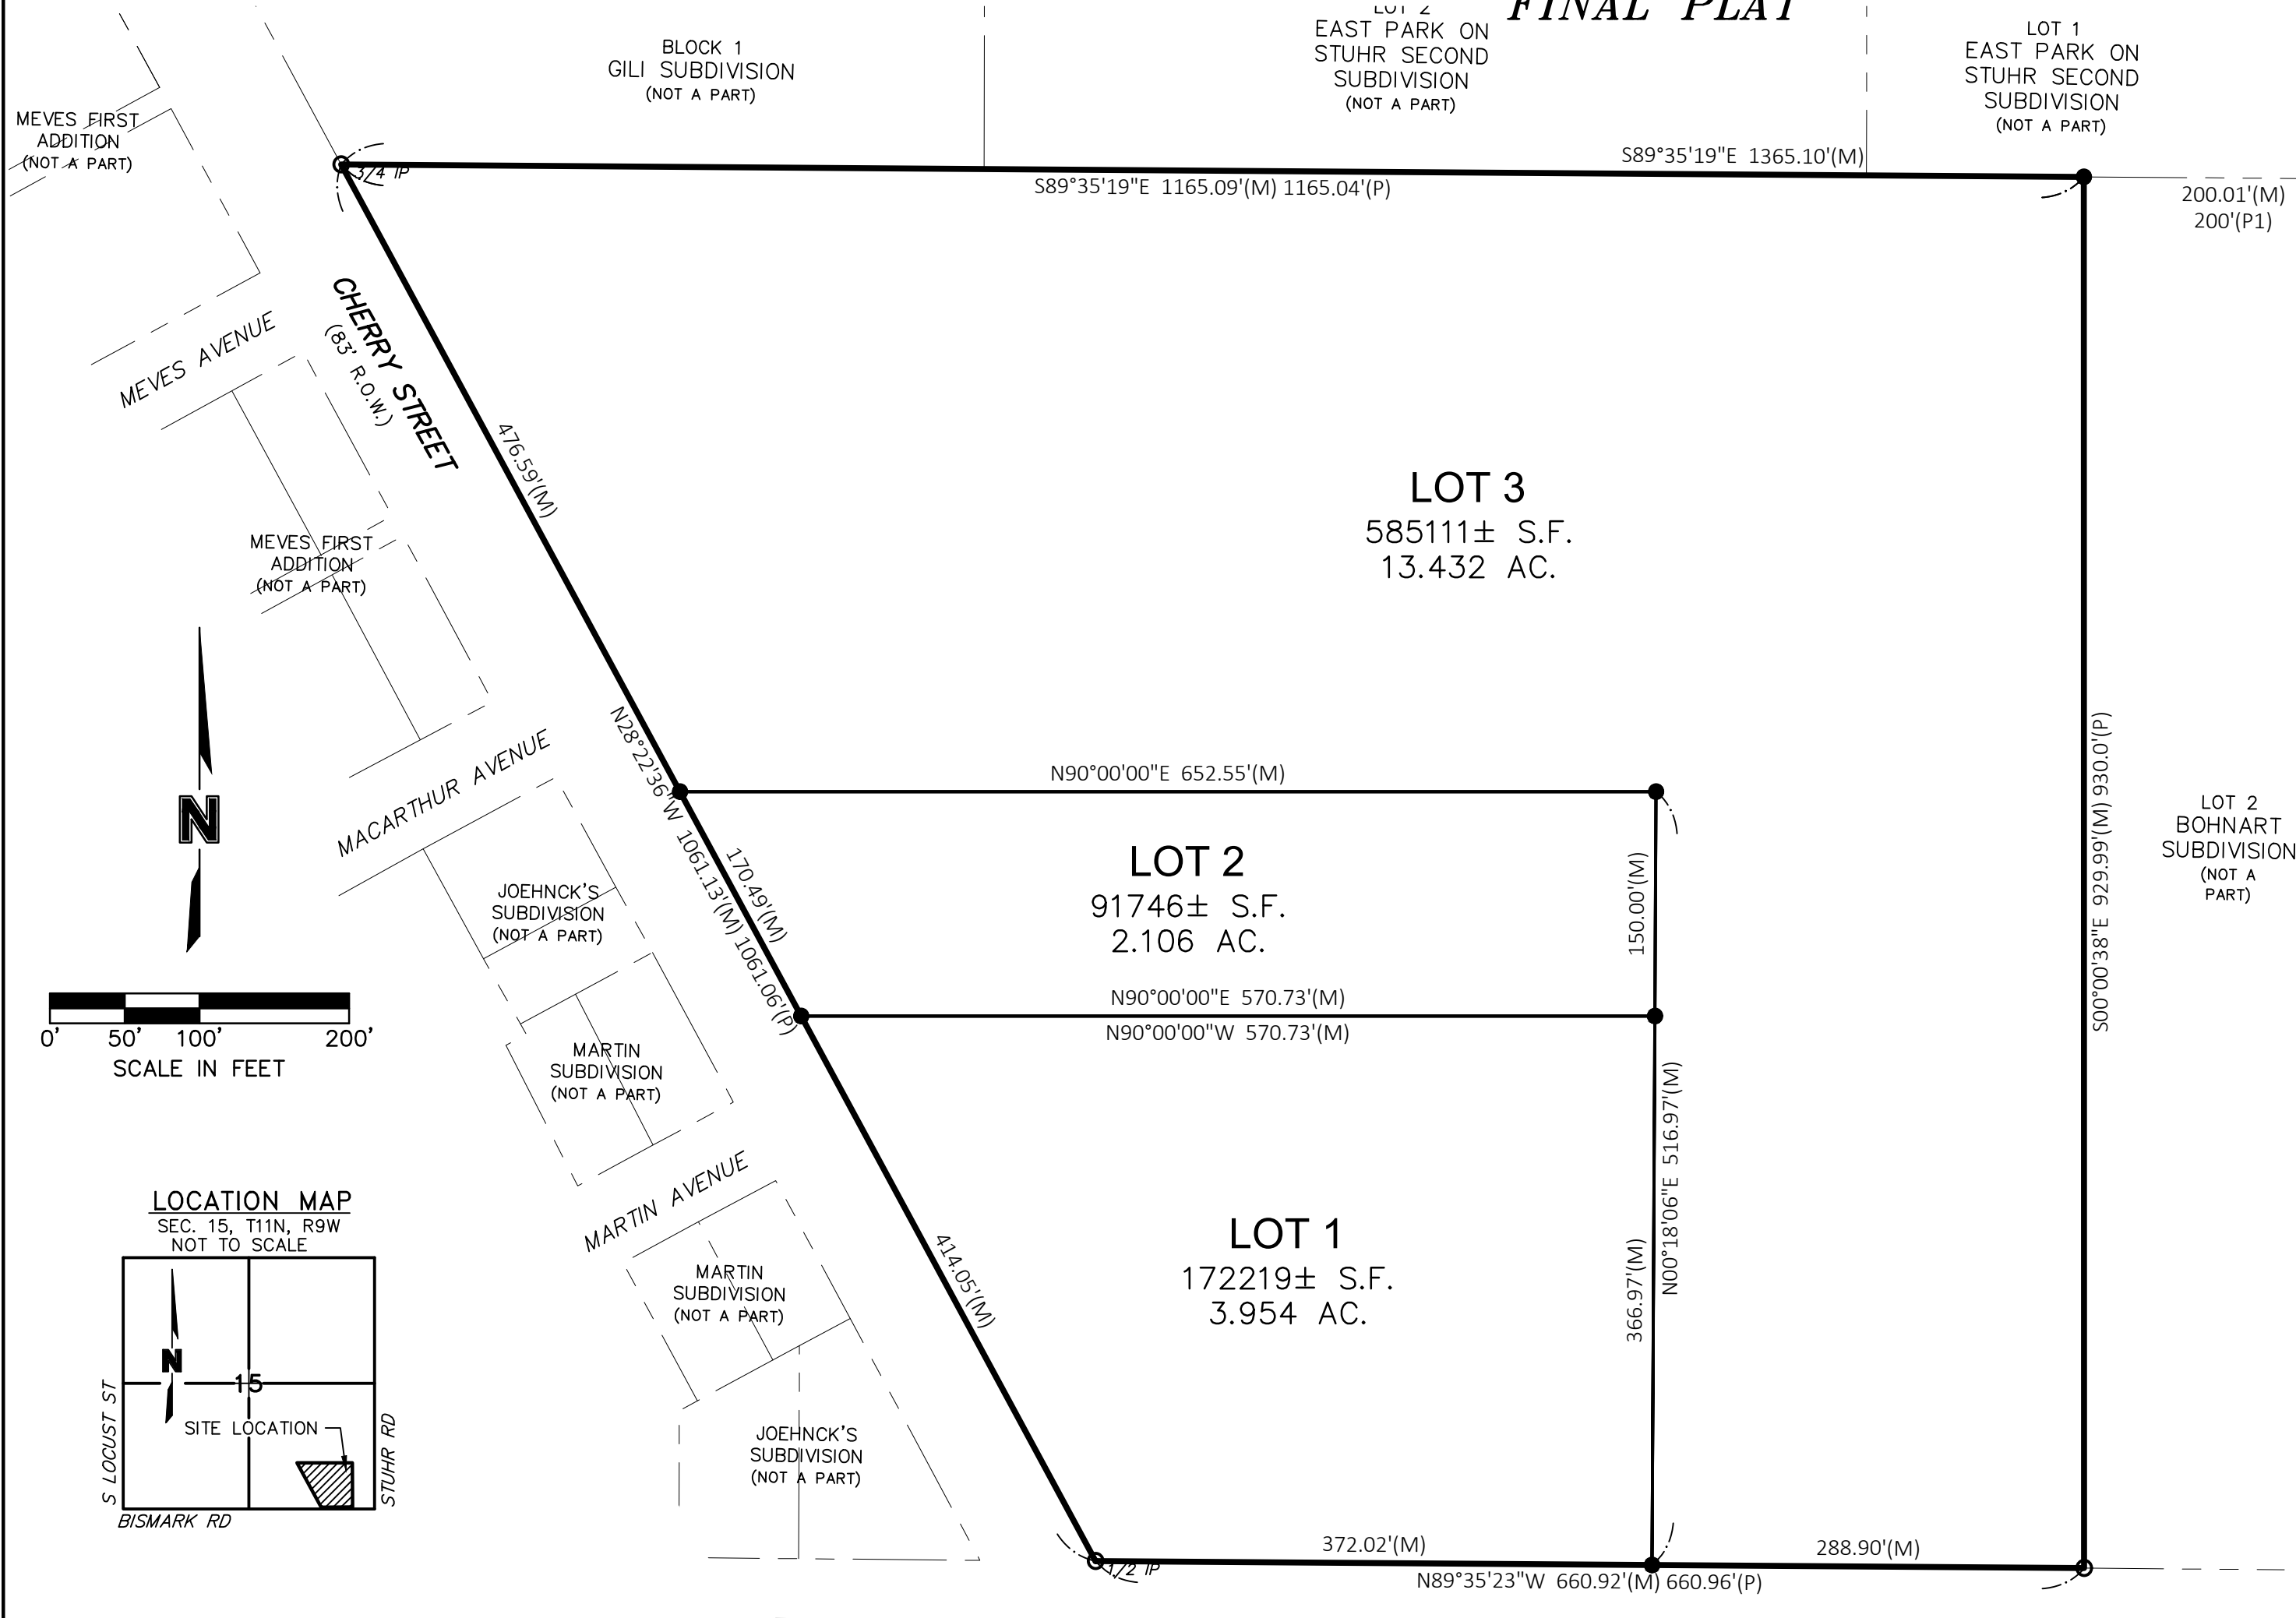 FINAL PLAT
BLOCK 1
GILI SUBDIVISION
(NOT A PART)
LOT 2
EAST PARK ON
STUHR SECOND
SUBDIVISION
(NOT A PART)
LOT 1
EAST PARK ON
STUHR SECOND
SUBDIVISION
(NOT A PART)
MEVES FIRST
ADDITION
(NOT A PART)
3/4 IP
S89°35'19"E 1365.10'(M)
S89°35'19"E 1165.09'(M) 1165.04'(P)
200.01'(M)
200'(P1)
CHERRY STREET
(83' R.O.W.)
MEVES AVENUE
476.59'(M)
LOT 3
585111± S.F.
13.432 AC.
MEVES FIRST
ADDITION
(NOT A PART)
N28°22'36"W 1061.13'(M) 1061.06'(P)
MACARTHUR AVENUE
N90°00'00"E 652.55'(M)
S00°00'38"E 929.99'(M) 930.0'(P)
LOT 2
BOHNART
SUBDIVISION
(NOT A
PART)
N
170.49'(M)
LOT 2
91746± S.F.
2.106 AC.
150.00'(M)
JOEHNCK'S
SUBDIVISION
(NOT A PART)
N90°00'00"E 570.73'(M)
N90°00'00"W 570.73'(M)
0' 50' 100' 200'
SCALE IN FEET
MARTIN
SUBDIVISION
(NOT A PART)
N00°18'06"E 516.97'(M)
366.97'(M)
MARTIN AVENUE
LOT 1
172219± S.F.
3.954 AC.
414.05'(M)
LOCATION MAP
SEC. 15, T11N, R9W
NOT TO SCALE
N
15
SITE LOCATION
S LOCUST ST
STUHR RD
BISMARK RD
MARTIN
SUBDIVISION
(NOT A PART)
JOEHNCK'S
SUBDIVISION
(NOT A PART)
1/2 IP
372.02'(M)
288.90'(M)
N89°35'23"W 660.92'(M) 660.96'(P)